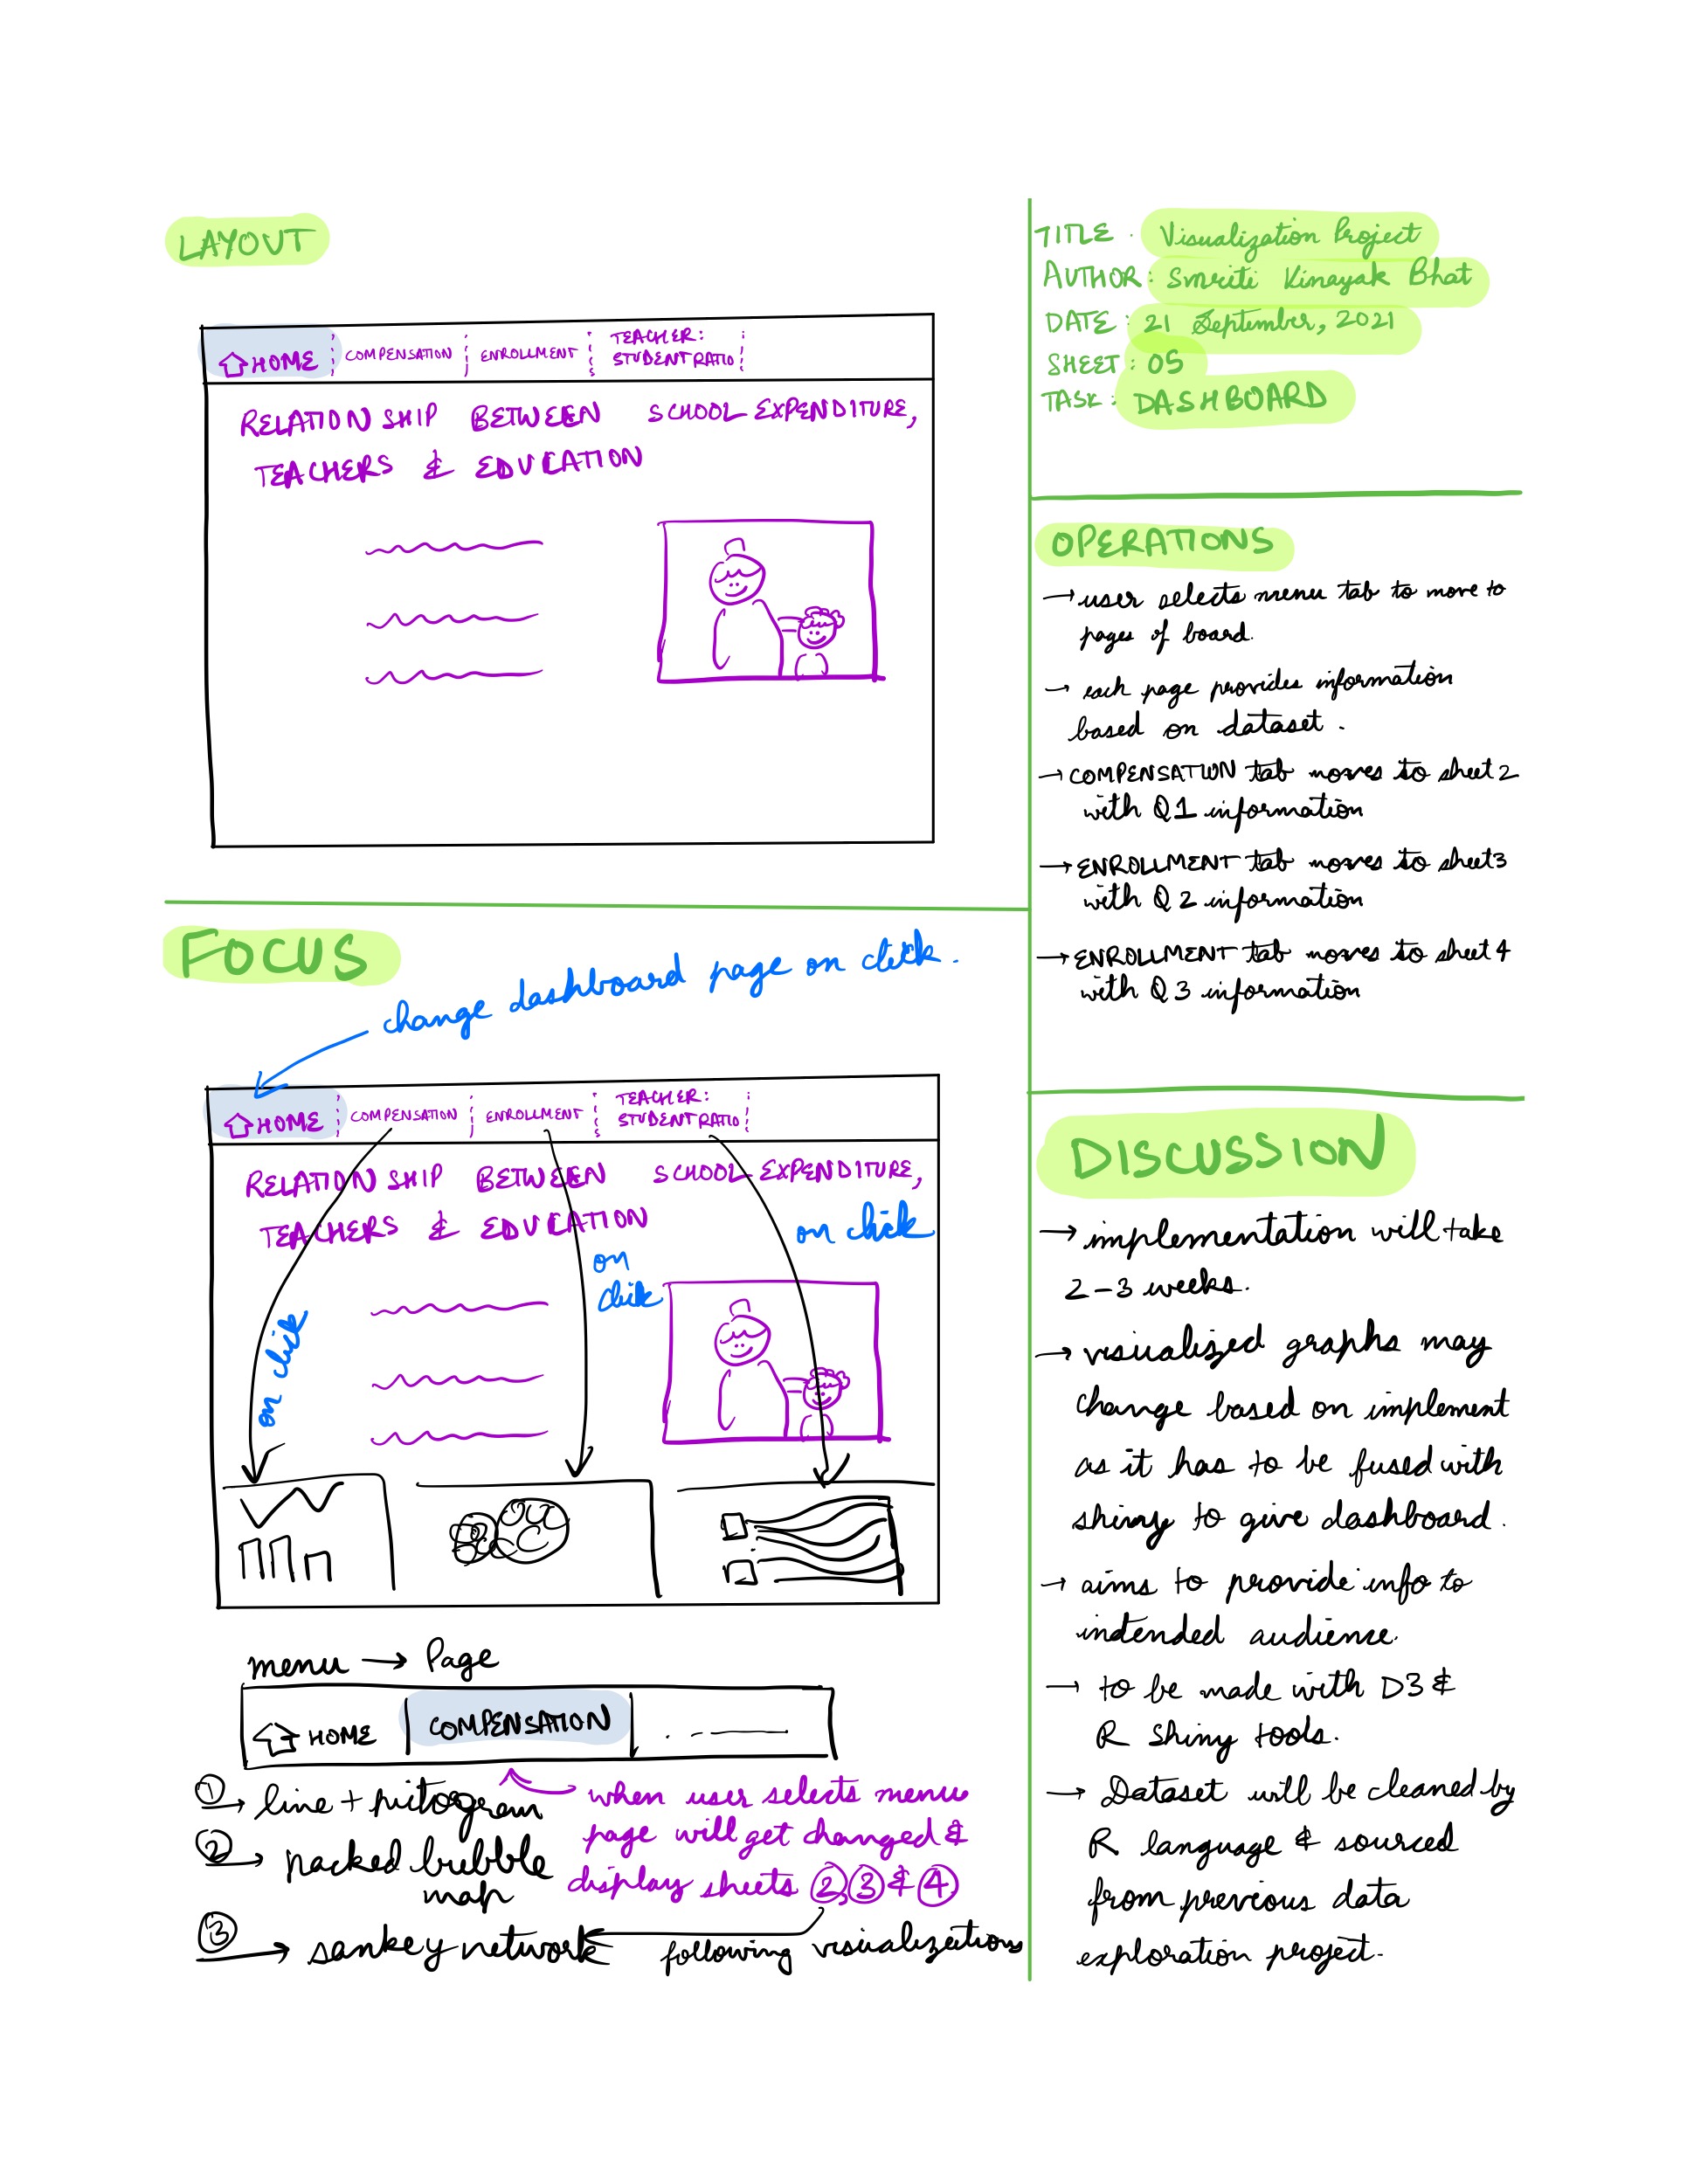 LAYOUT
HOME
COMPENSATION
ENROLLMENT
TEACHER:
STUDENT RATIO
RELATIONSHIP BETWEEN SCHOOL EXPENDITURE,
TEACHERS & EDUCATION
FOCUS
change dashboard page on click.
HOME
COMPENSATION
ENROLLMENT
TEACHER:
STUDENT RATIO
RELATIONSHIP BETWEEN SCHOOL EXPENDITURE,
TEACHERS & EDUCATION
on click
on
click
on click
menu → Page
HOME
COMPENSATION
① → line + pitogram
② → packed bubble
map
③ → sankey network
when user selects menu
page will get changed &
display sheets ②,③ & ④
following visualizations
TITLE : Visualization Project
AUTHOR: Smriti Vinayak Bhat
DATE : 21 September, 2021
SHEET : 05
TASK : DASHBOARD
OPERATIONS
→ user selects menu tab to move to
pages of board.
→ each page provides information
based on dataset.
→ COMPENSATION tab moves to sheet 2
with Q1 information
→ ENROLLMENT tab moves to sheet 3
with Q2 information
→ ENROLLMENT tab moves to sheet 4
with Q3 information
DISCUSSION
→ implementation will take
2-3 weeks.
→ visualized graphs may
change based on implement
as it has to be fused with
shiny to give dashboard.
→ aims to provide info to
intended audience.
→ to be made with D3 &
R Shiny tools.
→ Dataset will be cleaned by
R language & sourced
from previous data
exploration project.